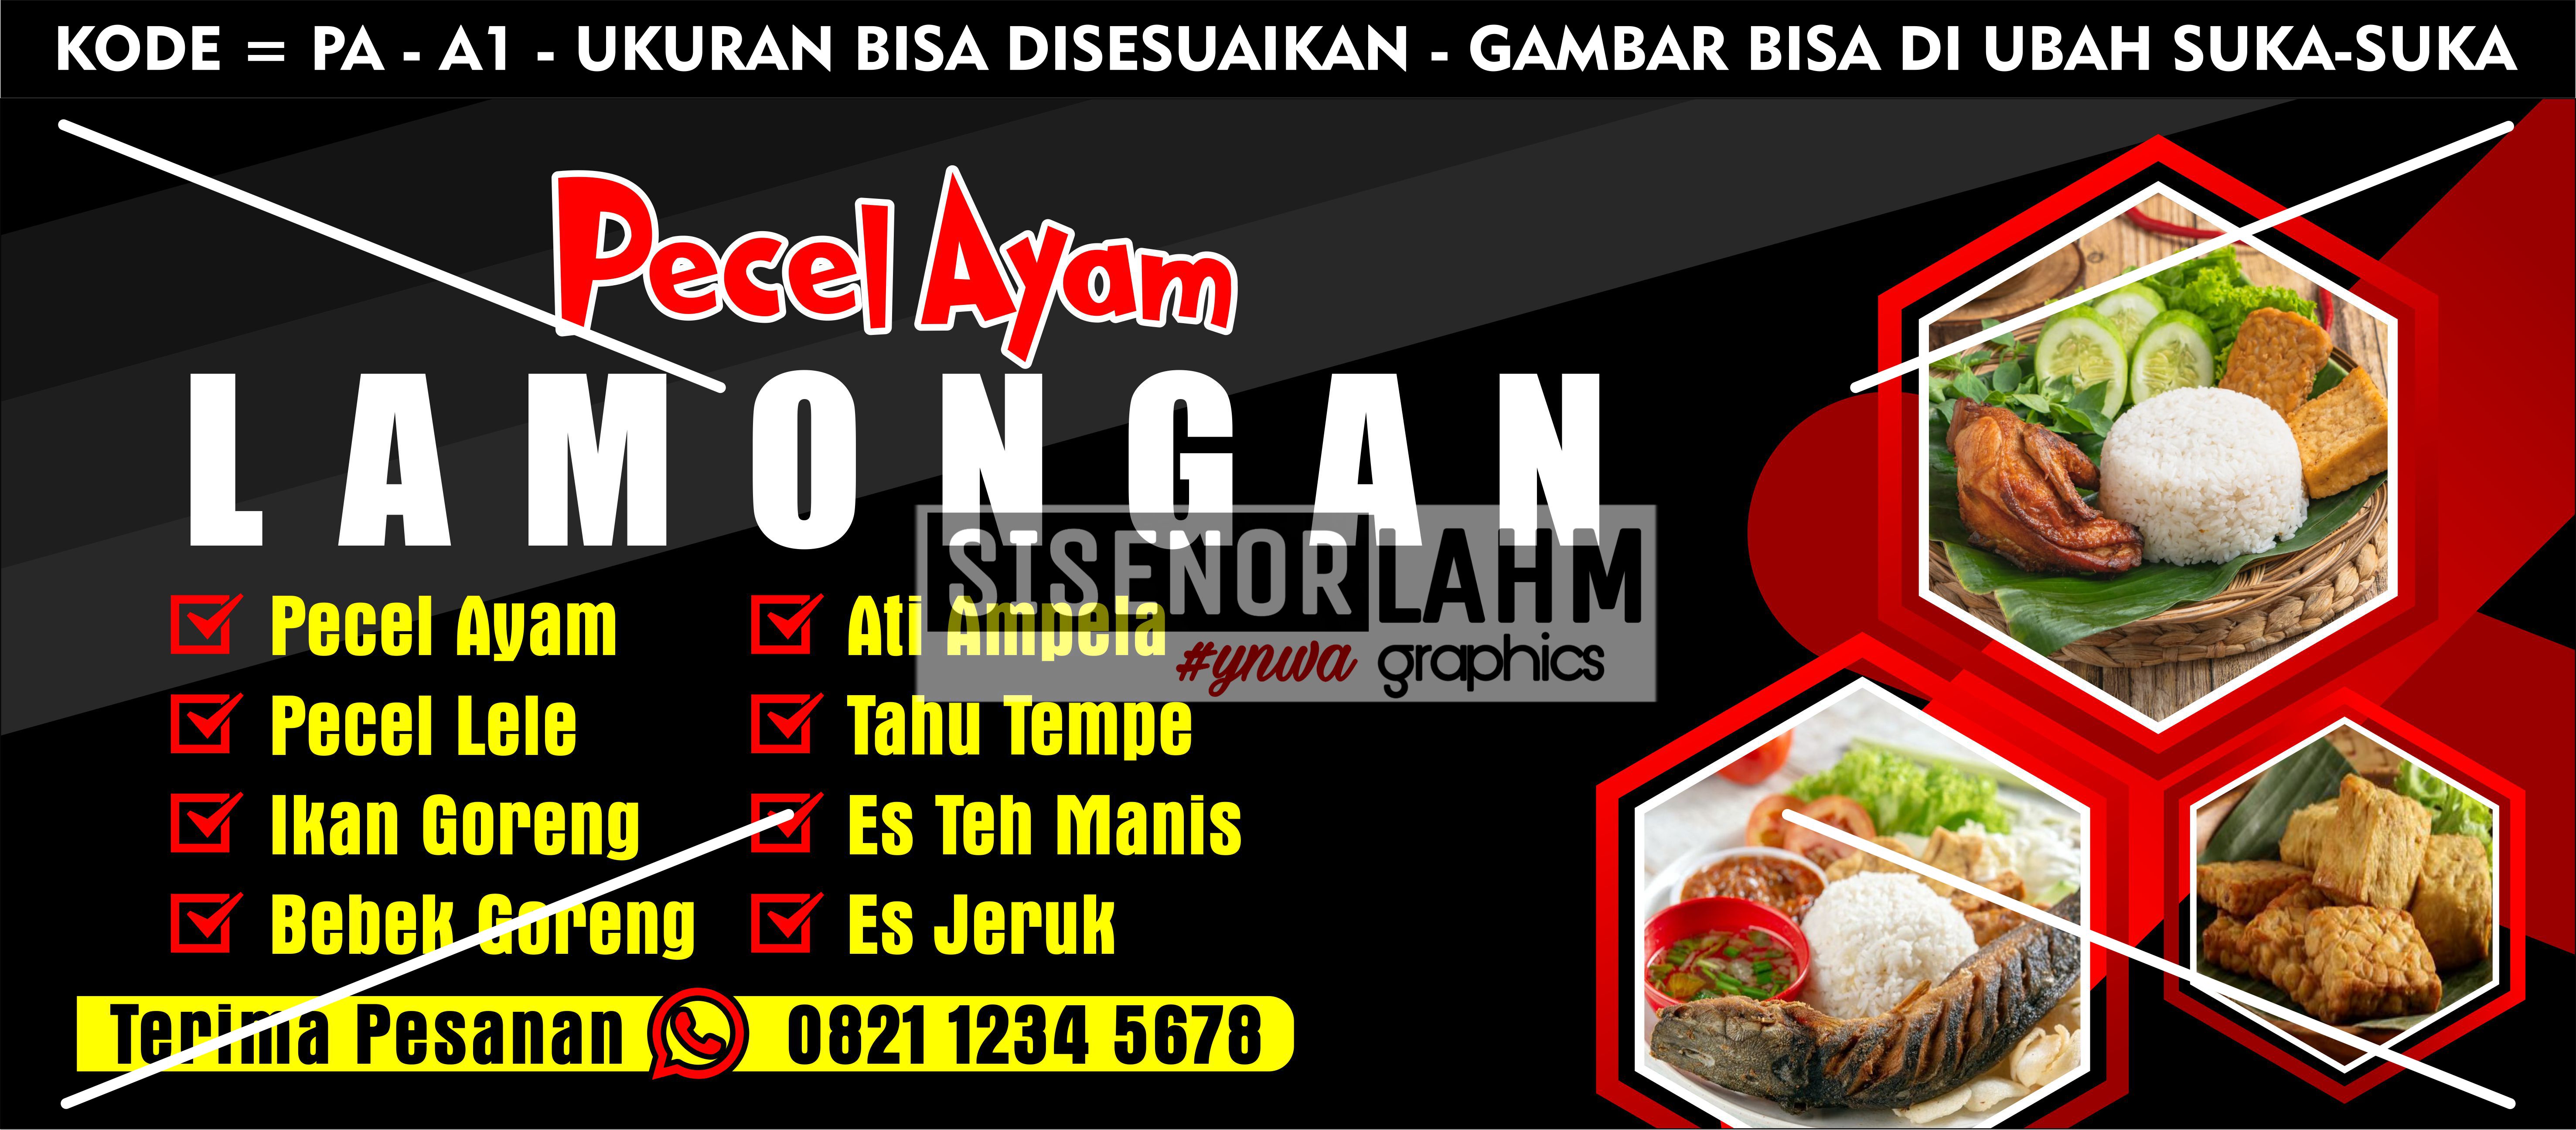 KODE = PA - A1 - UKURAN BISA DISESUAIKAN - GAMBAR BISA DI UBAH SUKA-SUKA
Pecel Ayam
LAMONGAN
SISENORLAHM
#ynwa graphics
Pecel Ayam
Pecel Lele
Ikan Goreng
Bebek Goreng
Ati Ampela
Tahu Tempe
Es Teh Manis
Es Jeruk
Terima Pesanan 0821 1234 5678